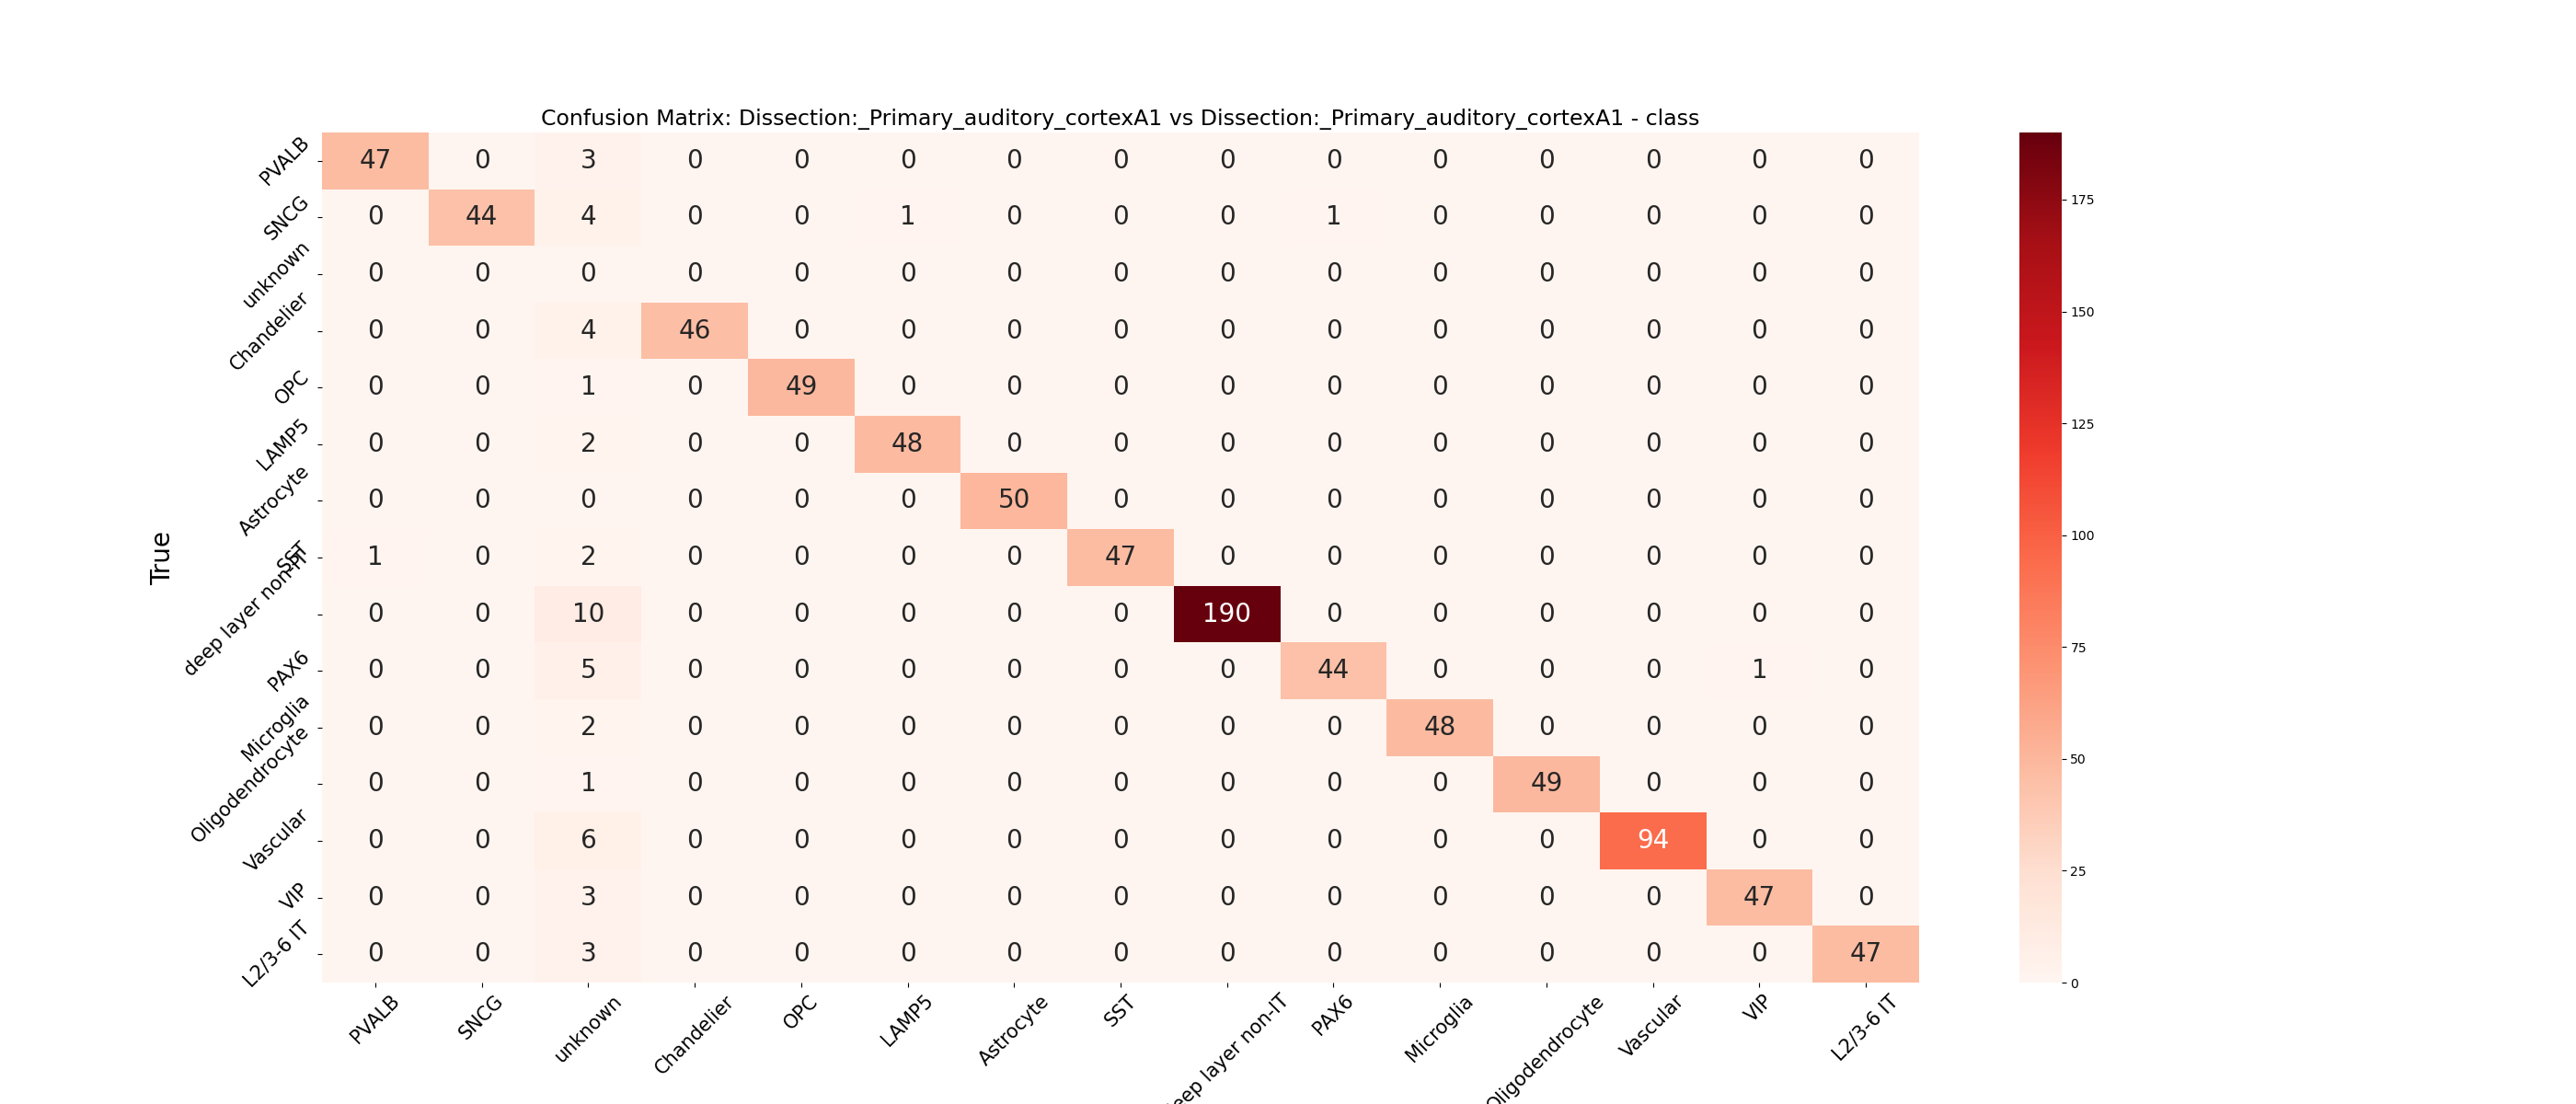 Confusion Matrix: Dissection:_Primary_auditory_cortexA1 vs Dissection:_Primary_auditory_cortexA1 - class
True
PVALB 47 0 3 0 0 0 0 0 0 0 0 0 0 0 0
SNCG 0 44 4 0 0 1 0 0 0 1 0 0 0 0 0
unknown 0 0 0 0 0 0 0 0 0 0 0 0 0 0 0
Chandelier 0 0 4 46 0 0 0 0 0 0 0 0 0 0 0
OPC 0 0 1 0 49 0 0 0 0 0 0 0 0 0 0
LAMP5 0 0 2 0 0 48 0 0 0 0 0 0 0 0 0
Astrocyte 0 0 0 0 0 0 50 0 0 0 0 0 0 0 0
SST 1 0 2 0 0 0 0 47 0 0 0 0 0 0 0
deep layer non-IT 0 0 10 0 0 0 0 0 190 0 0 0 0 0 0
PAX6 0 0 5 0 0 0 0 0 0 44 0 0 0 1 0
Microglia 0 0 2 0 0 0 0 0 0 0 48 0 0 0 0
Oligodendrocyte 0 0 1 0 0 0 0 0 0 0 0 49 0 0 0
Vascular 0 0 6 0 0 0 0 0 0 0 0 0 94 0 0
VIP 0 0 3 0 0 0 0 0 0 0 0 0 0 47 0
L2/3-6 IT 0 0 3 0 0 0 0 0 0 0 0 0 0 0 47
PVALB SNCG unknown Chandelier OPC LAMP5 Astrocyte SST eep layer non-IT PAX6 Microglia Oligodendrocyte Vascular VIP L2/3-6 IT
175
150
125
100
75
50
25
0